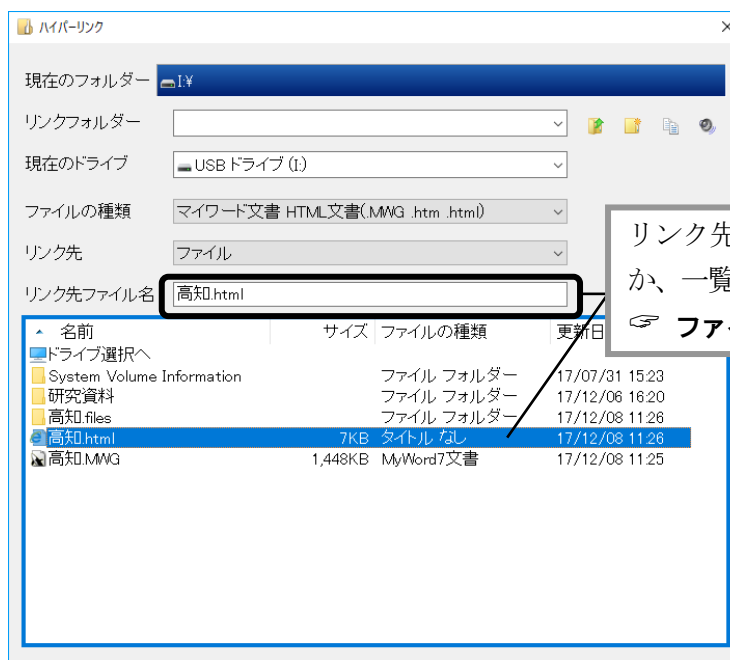 ハイパーリンク
現在のフォルダー I:¥
リンクフォルダー
現在のドライブ USB ドライブ (I:)
ファイルの種類 マイワード文書 HTML文書(.MWG .htm .html)
リンク先 ファイル
リンク先ファイル名 高知.html
リンク先
か、一覧
☞ ファイ
名前 サイズ ファイルの種類 更新日
ドライブ選択へ
System Volume Information ファイル フォルダー 17/07/31 15:23
研究資料 ファイル フォルダー 17/12/06 16:20
高知.files ファイル フォルダー 17/12/08 11:26
高知.html 7KB タイトル なし 17/12/08 11:26
高知.MWG 1,448KB MyWord7文書 17/12/08 11:25